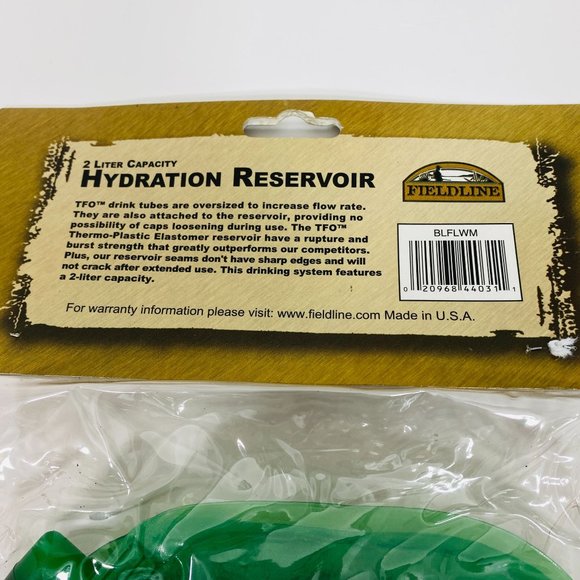 2 LITER CAPACITY
HYDRATION RESERVOIR
TFO™ drink tubes are oversized to increase flow rate.
They are also attached to the reservoir, providing no
possibility of caps loosening during use. The TFO™
Thermo-Plastic Elastomer reservoir have a rupture and
burst strength that greatly outperforms our competitors.
Plus, our reservoir seams don't have sharp edges and will
not crack after extended use. This drinking system features
a 2-liter capacity.
For warranty information please visit: www.fieldline.com Made in U.S.A.
FIELDLINE
BLFLWM
0 20968 44031 1